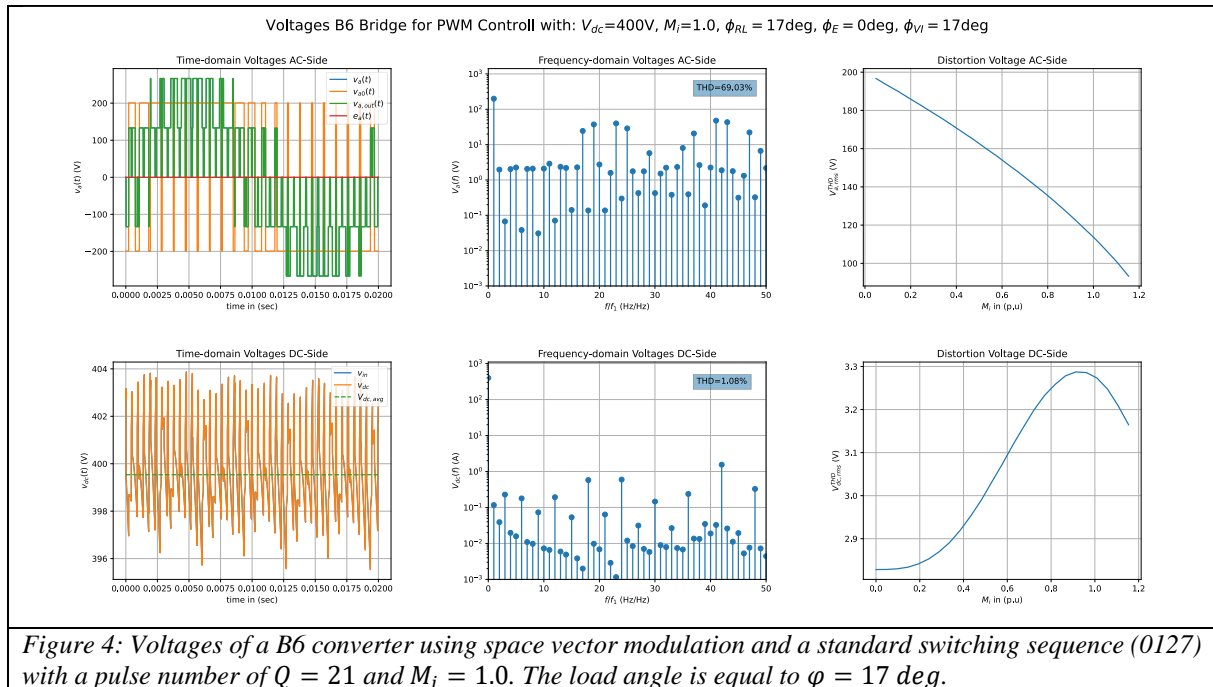 Voltages B6 Bridge for PWM Controll with: V_dc=400V, M_i=1.0, ϕ_RL = 17deg, ϕ_E = 0deg, ϕ_VI = 17deg
Time-domain Voltages AC-Side
v_a(t)
v_a0(t)
v_a,out(t)
e_a(t)
v_a(t) (V)
200
100
0
−100
−200
0.0000 0.0025 0.0050 0.0075 0.0100 0.0125 0.0150 0.0175 0.0200
time in (sec)
Frequency-domain Voltages AC-Side
THD=69.03%
V_a(f) (V)
10^3
10^2
10^1
10^0
10^−1
10^−2
10^−3
0 10 20 30 40 50
f/f_1 (Hz/Hz)
Distortion Voltage AC-Side
V_a,rms^THD (V)
200
180
160
140
120
100
0.0 0.2 0.4 0.6 0.8 1.0 1.2
M_i in (p.u)
Time-domain Voltages DC-Side
v_in
v_dc
V_dc,avg
v_dc(t) (V)
404
402
400
398
396
0.0000 0.0025 0.0050 0.0075 0.0100 0.0125 0.0150 0.0175 0.0200
time in (sec)
Frequency-domain Voltages DC-Side
THD=1.08%
V_dc(f) (A)
10^3
10^2
10^1
10^0
10^−1
10^−2
10^−3
0 10 20 30 40 50
f/f_1 (Hz/Hz)
Distortion Voltage DC-Side
V_dc,rms^THD (V)
3.3
3.2
3.1
3.0
2.9
0.0 0.2 0.4 0.6 0.8 1.0 1.2
M_i in (p.u)
Figure 4: Voltages of a B6 converter using space vector modulation and a standard switching sequence (0127)
with a pulse number of Q = 21 and M_i = 1.0. The load angle is equal to φ = 17 deg.